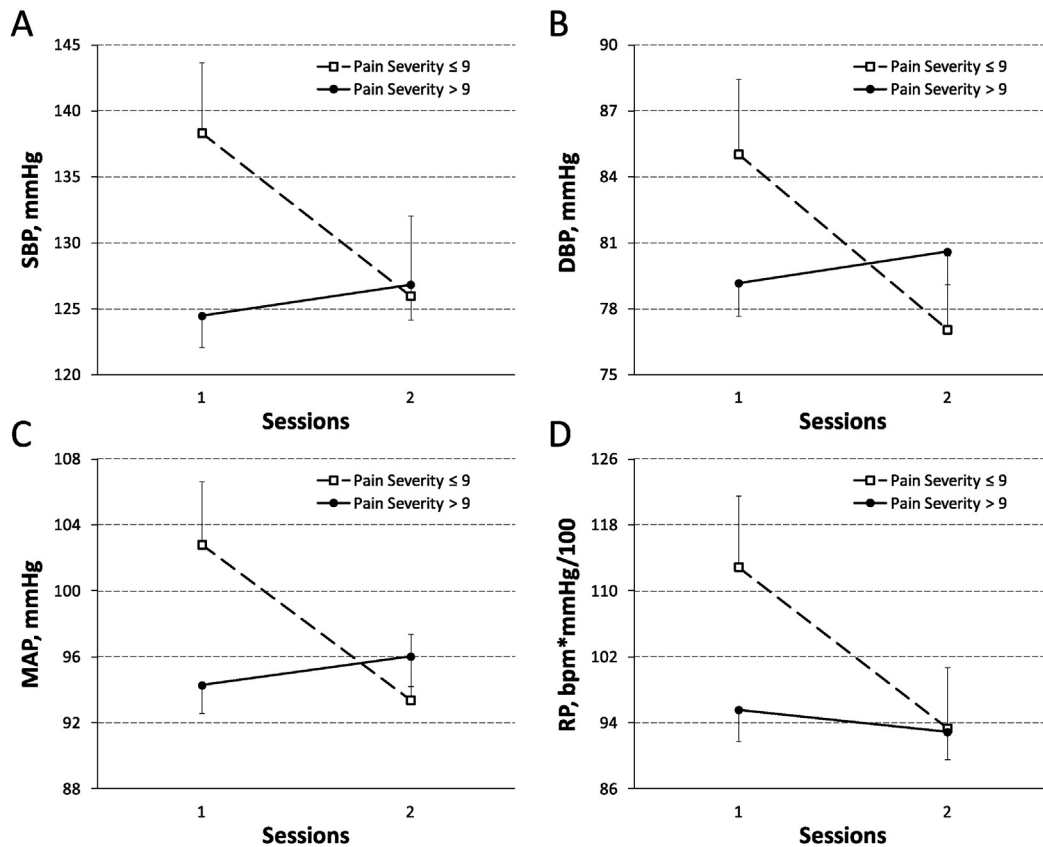 A
SBP, mmHg
145
140
135
130
125
120
Pain Severity ≤ 9
Pain Severity > 9
1
2
Sessions
B
DBP, mmHg
90
87
84
81
78
75
Pain Severity ≤ 9
Pain Severity > 9
1
2
Sessions
C
MAP, mmHg
108
104
100
96
92
88
Pain Severity ≤ 9
Pain Severity > 9
1
2
Sessions
D
RP, bpm*mmHg/100
126
118
110
102
94
86
Pain Severity ≤ 9
Pain Severity > 9
1
2
Sessions